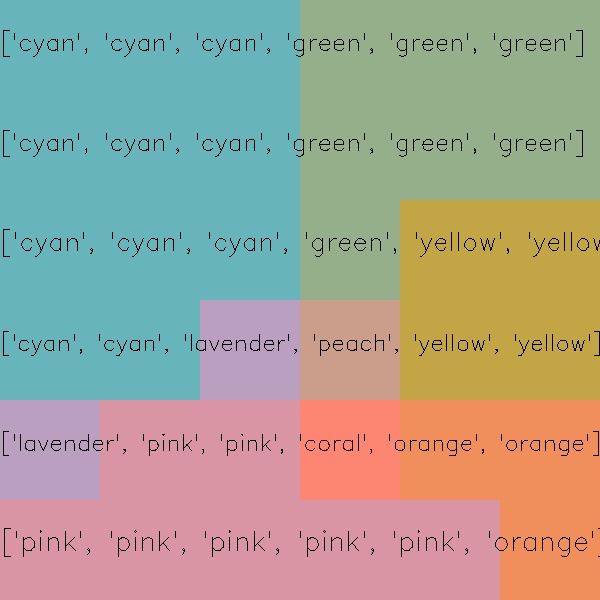 ['cyan', 'cyan', 'cyan', 'green', 'green', 'green']
['cyan', 'cyan', 'cyan', 'green', 'green', 'green']
['cyan', 'cyan', 'cyan', 'green', 'yellow', 'yellow
['cyan', 'cyan', 'lavender', 'peach', 'yellow', 'yellow']
['lavender', 'pink', 'pink', 'coral', 'orange', 'orange']
['pink', 'pink', 'pink', 'pink', 'pink', 'orange']